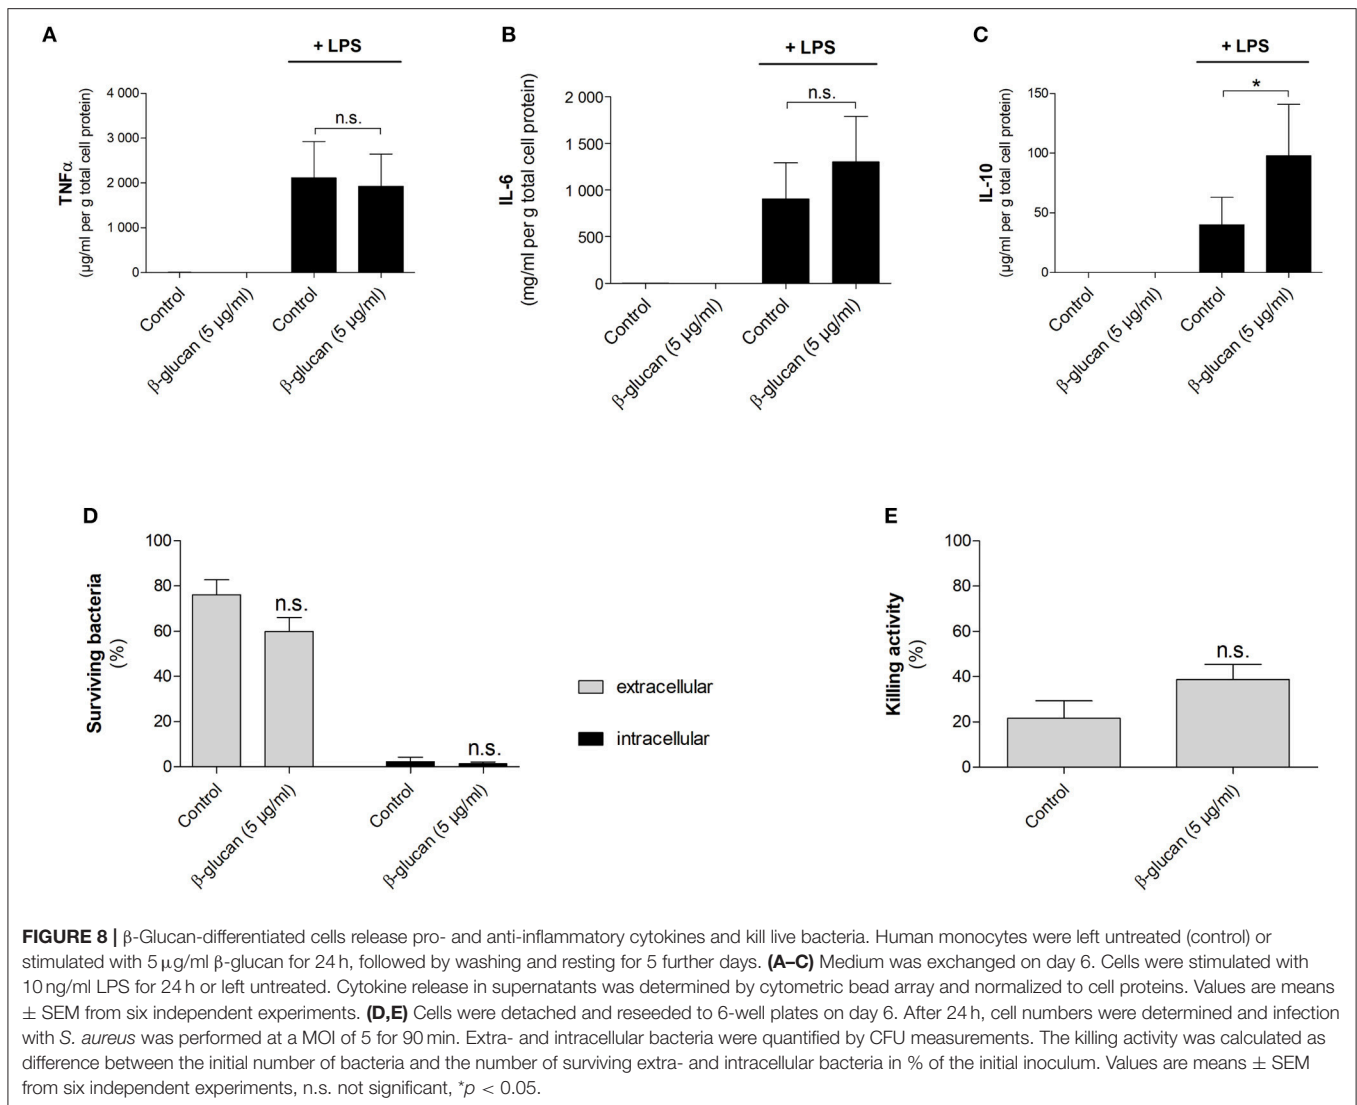 A
+ LPS
TNFα
(µg/ml per g total cell protein)
4 000
3 000
2 000
1 000
0
n.s.
Control
β-glucan (5 µg/ml)
Control
β-glucan (5 µg/ml)
B
+ LPS
IL-6
(mg/ml per g total cell protein)
2 000
1 500
1 000
500
0
n.s.
Control
β-glucan (5 µg/ml)
Control
β-glucan (5 µg/ml)
C
+ LPS
IL-10
(µg/ml per g total cell protein)
150
100
50
0
*
Control
β-glucan (5 µg/ml)
Control
β-glucan (5 µg/ml)
D
Surviving bacteria
(%)
100
80
60
40
20
0
n.s.
n.s.
Control
β-glucan (5 µg/ml)
Control
β-glucan (5 µg/ml)
extracellular
intracellular
E
Killing activity
(%)
100
80
60
40
20
0
n.s.
Control
β-glucan (5 µg/ml)
FIGURE 8 | β-Glucan-differentiated cells release pro- and anti-inflammatory cytokines and kill live bacteria. Human monocytes were left untreated (control) or
stimulated with 5 µg/ml β-glucan for 24 h, followed by washing and resting for 5 further days. (A–C) Medium was exchanged on day 6. Cells were stimulated with
10 ng/ml LPS for 24 h or left untreated. Cytokine release in supernatants was determined by cytometric bead array and normalized to cell proteins. Values are means
± SEM from six independent experiments. (D,E) Cells were detached and reseeded to 6-well plates on day 6. After 24 h, cell numbers were determined and infection
with S. aureus was performed at a MOI of 5 for 90 min. Extra- and intracellular bacteria were quantified by CFU measurements. The killing activity was calculated as
difference between the initial number of bacteria and the number of surviving extra- and intracellular bacteria in % of the initial inoculum. Values are means ± SEM
from six independent experiments, n.s. not significant, *p < 0.05.